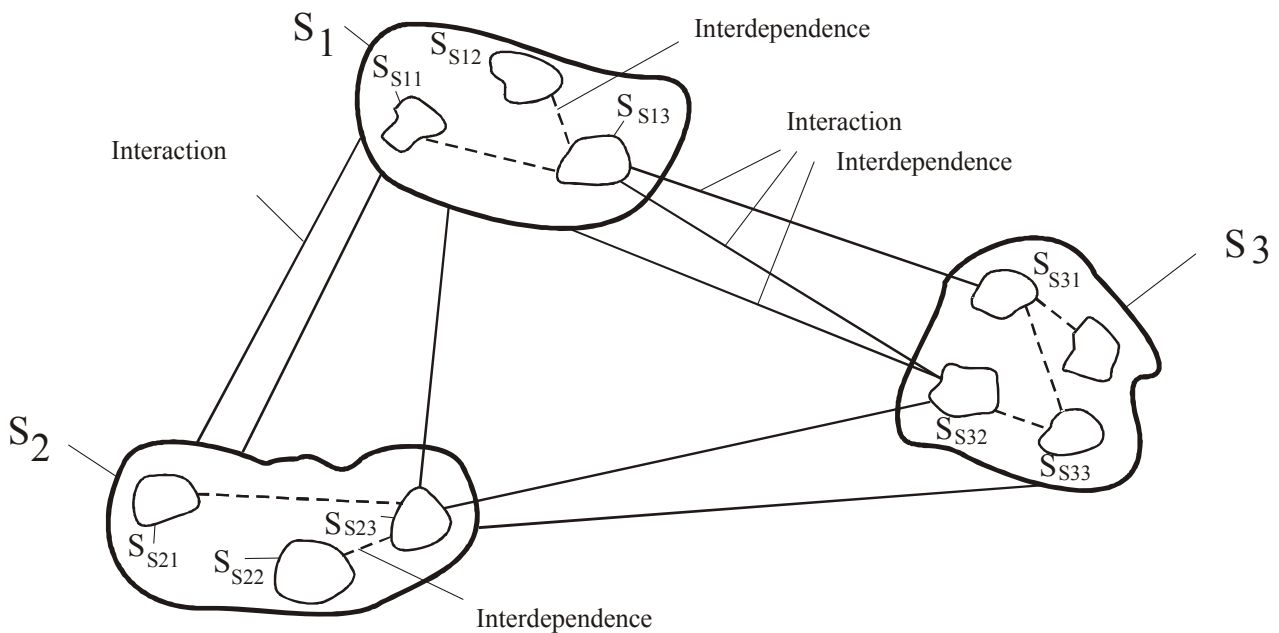 S1
SS12
Interdependence
SS11
SS13
Interaction
Interaction
Interdependence
S3
SS31
S2
SS32
SS33
SS23
SS21
SS22
Interdependence